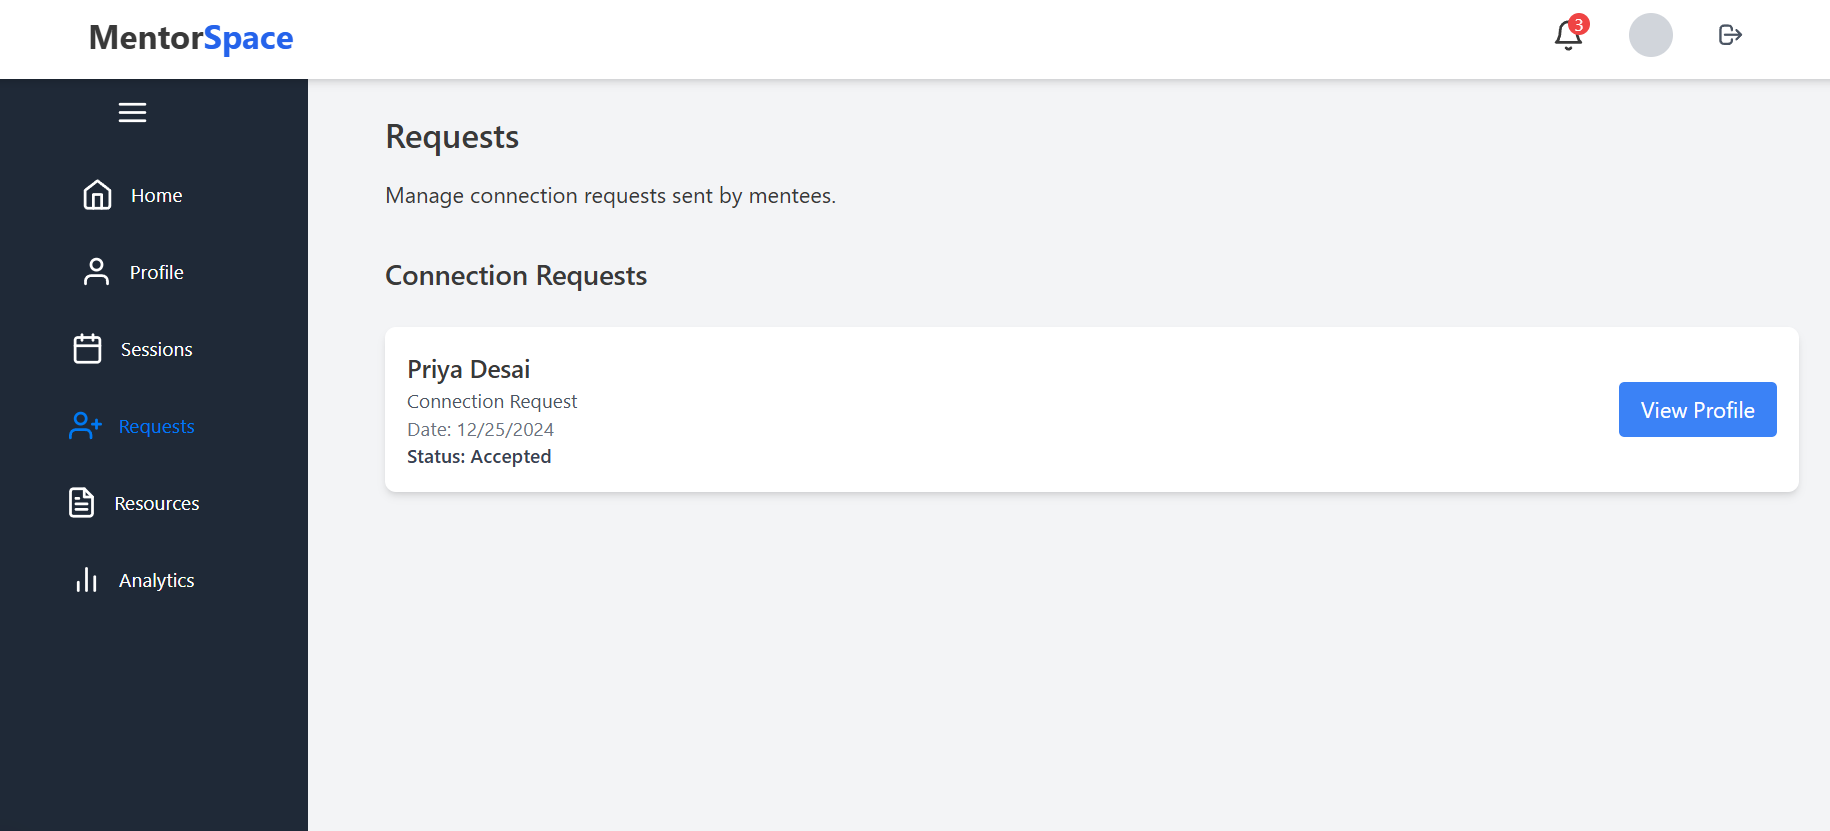 MentorSpace
3
Home
Profile
Sessions
Requests
Resources
Analytics
Requests
Manage connection requests sent by mentees.
Connection Requests
Priya Desai
Connection Request
Date: 12/25/2024
Status: Accepted
View Profile